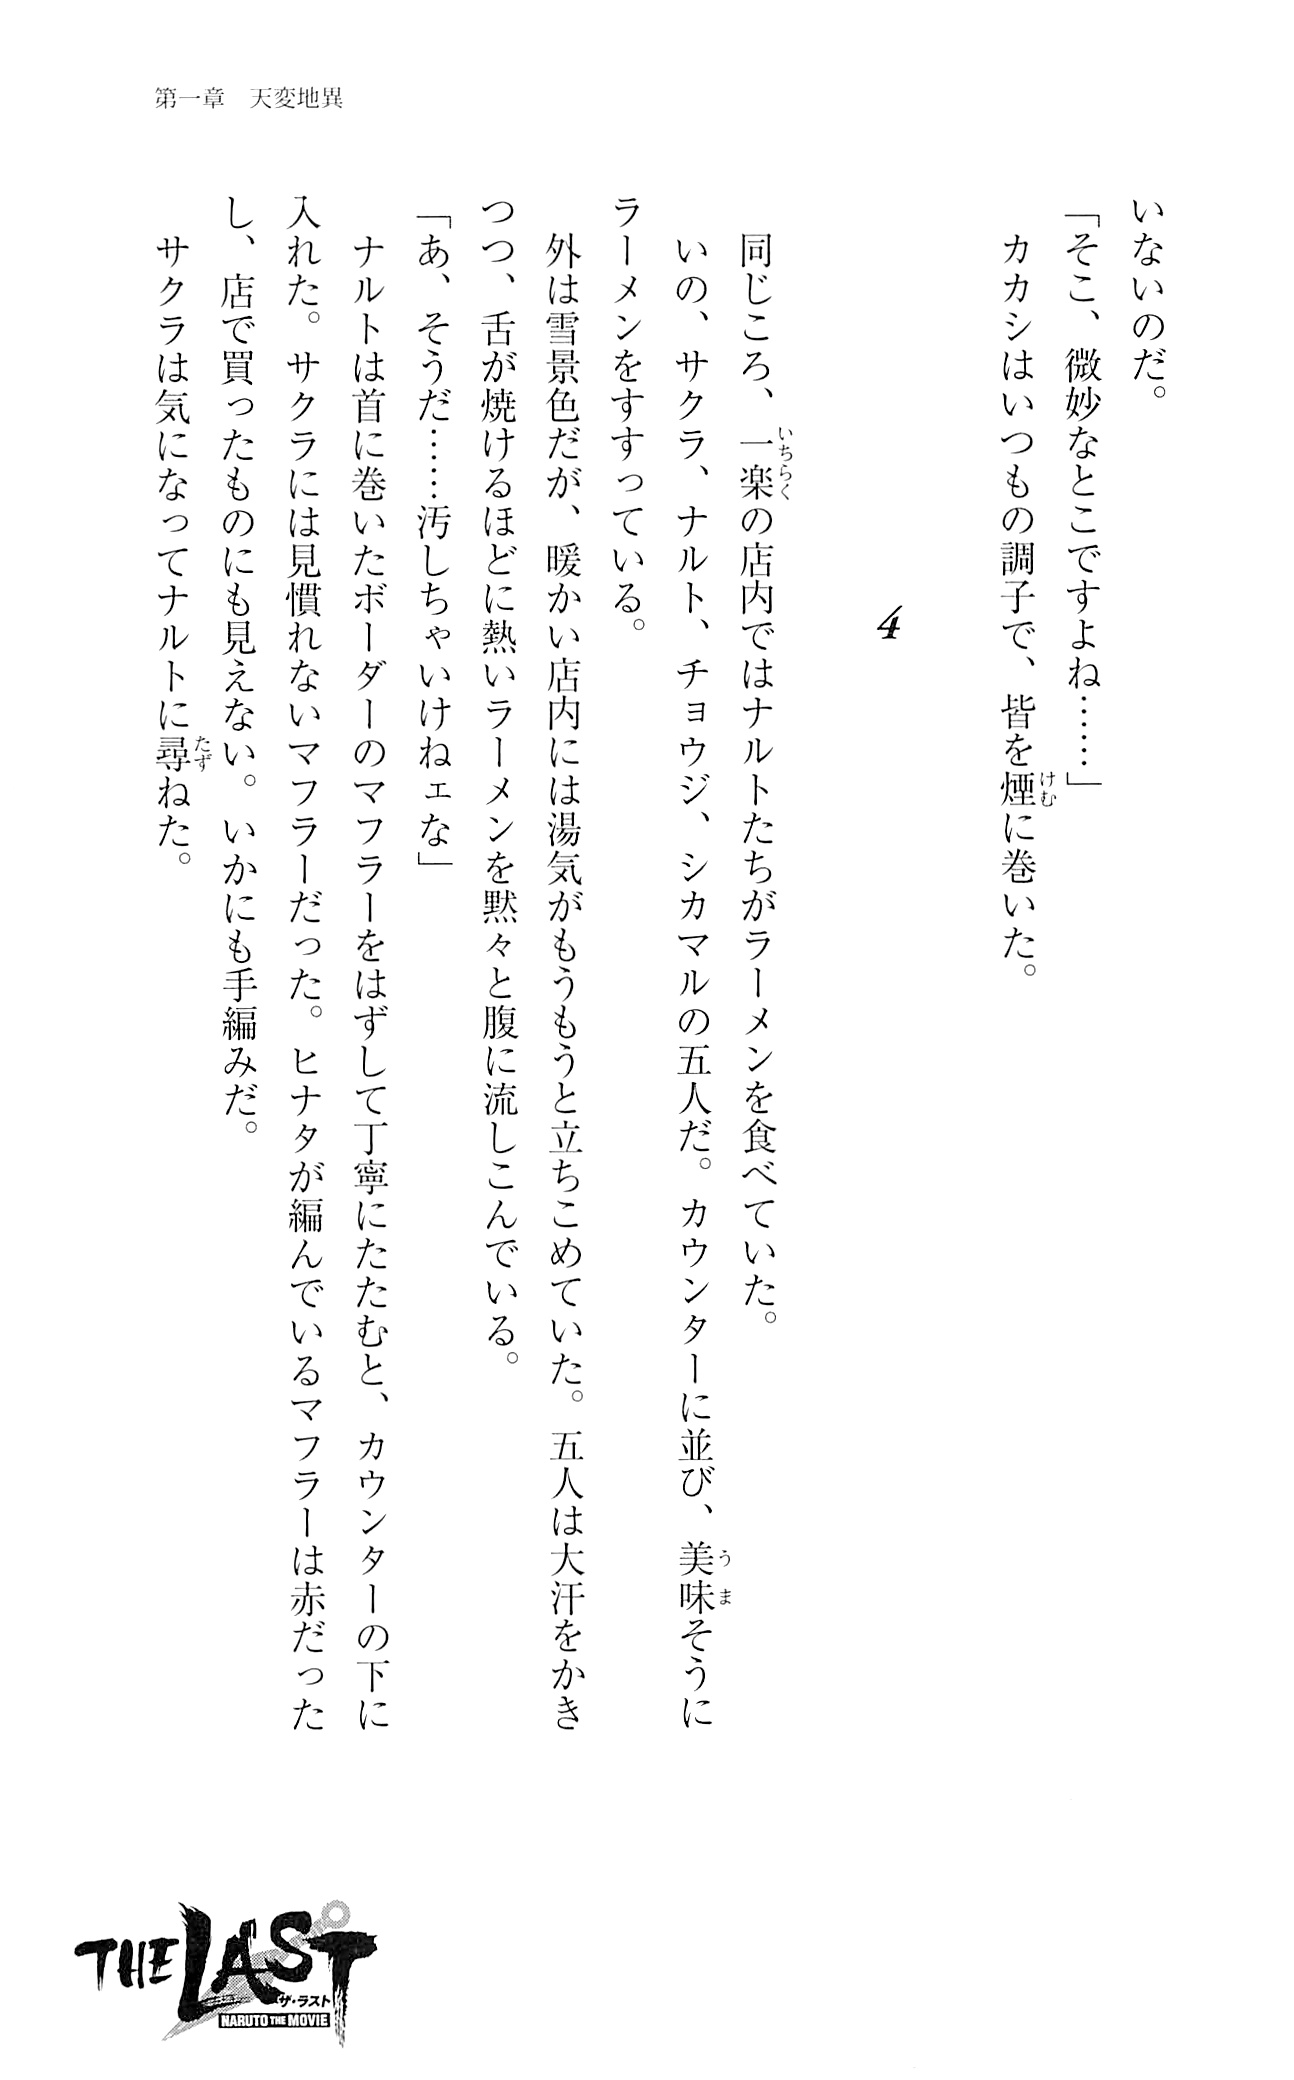 第一章　天変地異
いないのだ。
「そこ、微妙なとこですよね……」
　カカシはいつもの調子で、皆を煙に巻いた。
けむ
4
　同じころ、一楽の店内ではナルトたちがラーメンを食べていた。
いちらく
　いの、サクラ、ナルト、チョウジ、シカマルの五人だ。カウンターに並び、美味そうに
うま
ラーメンをすすっている。
　外は雪景色だが、暖かい店内には湯気がもうもうと立ちこめていた。五人は大汗をかき
つつ、舌が焼けるほどに熱いラーメンを黙々と腹に流しこんでいる。
「あ、そうだ……汚しちゃいけねェな」
　ナルトは首に巻いたボーダーのマフラーをはずして丁寧にたたむと、カウンターの下に
入れた。サクラには見慣れないマフラーだった。ヒナタが編んでいるマフラーは赤だった
し、店で買ったものにも見えない。いかにも手編みだ。
　サクラは気になってナルトに尋ねた。
たず
THE LAST
ザ・ラスト
NARUTO THE MOVIE